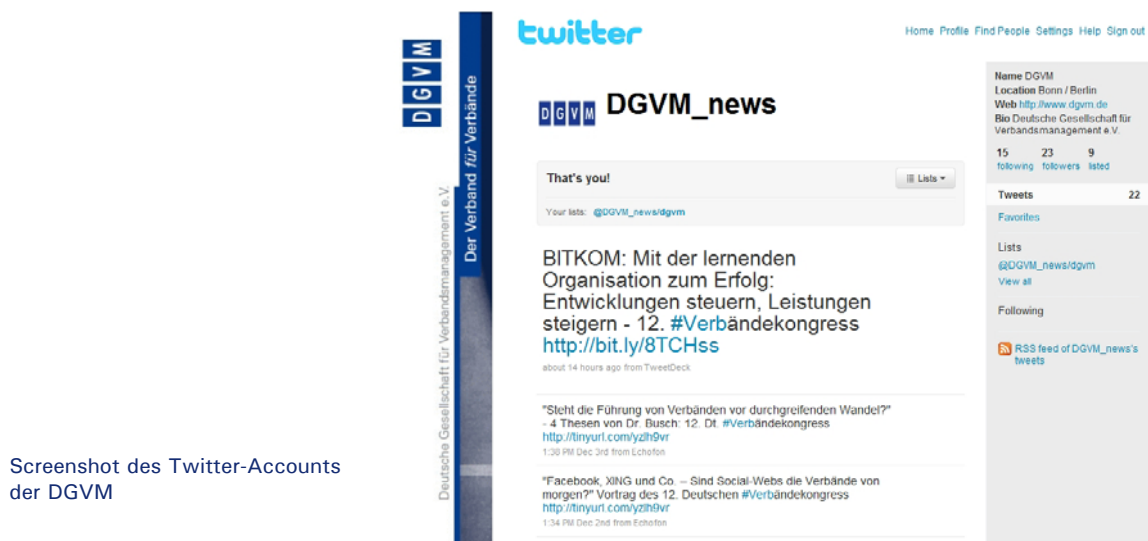 Screenshot des Twitter-Accounts
der DGVM
DGVM
Der Verband für Verbände
Deutsche Gesellschaft für Verbandsmanagement e.V.
twitter
Home Profile Find People Settings Help Sign out
DGVM DGVM_news
That's you!
Lists
Your lists: @DGVM_news/dgvm
BITKOM: Mit der lernenden
Organisation zum Erfolg:
Entwicklungen steuern, Leistungen
steigern - 12. #Verbändekongress
http://bit.ly/8TCHss
about 14 hours ago from TweetDeck
"Steht die Führung von Verbänden vor durchgreifenden Wandel?"
- 4 Thesen von Dr. Busch: 12. Dt. #Verbändekongress
http://tinyurl.com/yzlh9vr
1:38 PM Dec 3rd from Echofon
"Facebook, XING und Co. – Sind Social-Webs die Verbände von
morgen?" Vortrag des 12. Deutschen #Verbändekongress
http://tinyurl.com/yzlh9vr
1:34 PM Dec 2nd from Echofon
Name DGVM
Location Bonn / Berlin
Web http://www.dgvm.de
Bio Deutsche Gesellschaft für
Verbandsmanagement e.V.
15 23 9
following followers listed
Tweets 22
Favorites
Lists
@DGVM_news/dgvm
View all
Following
RSS feed of DGVM_news's
tweets